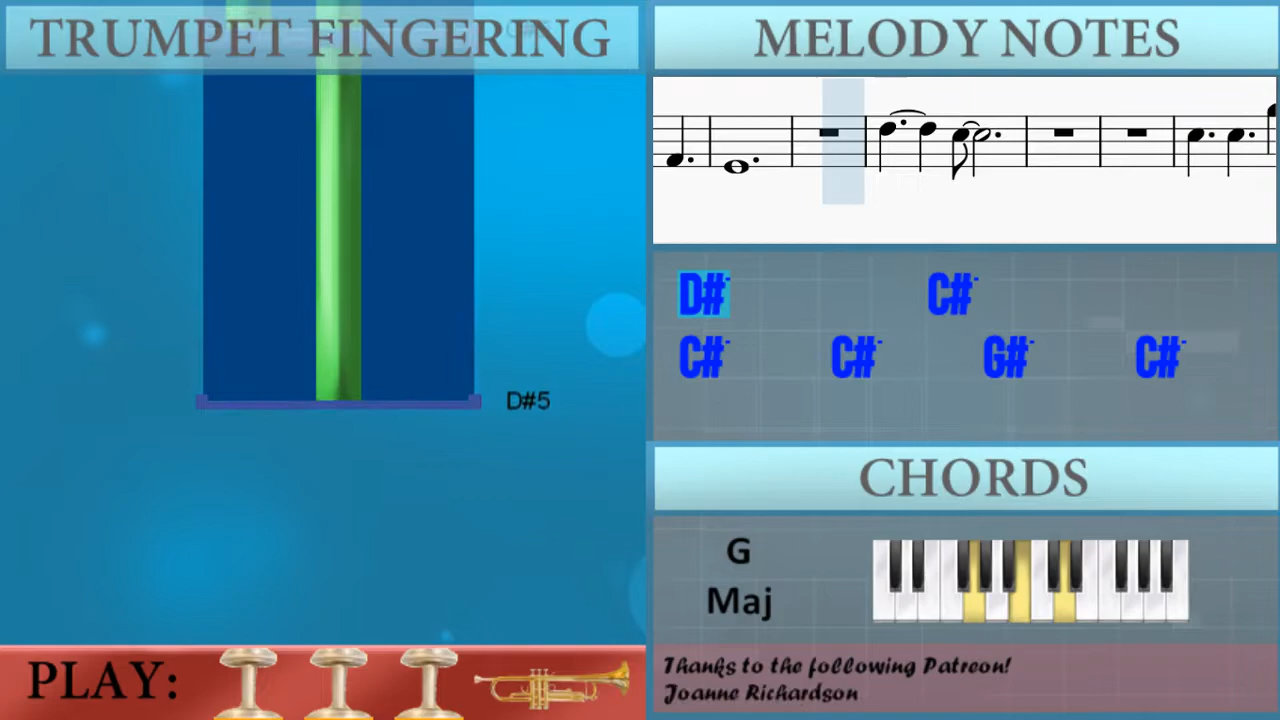 TRUMPET FINGERING
MELODY NOTES
D#- C#-
C#- C#- G#- C#-
D#5
CHORDS
G
Maj
PLAY:
Thanks to the following Patreon!
Joanne Richardson